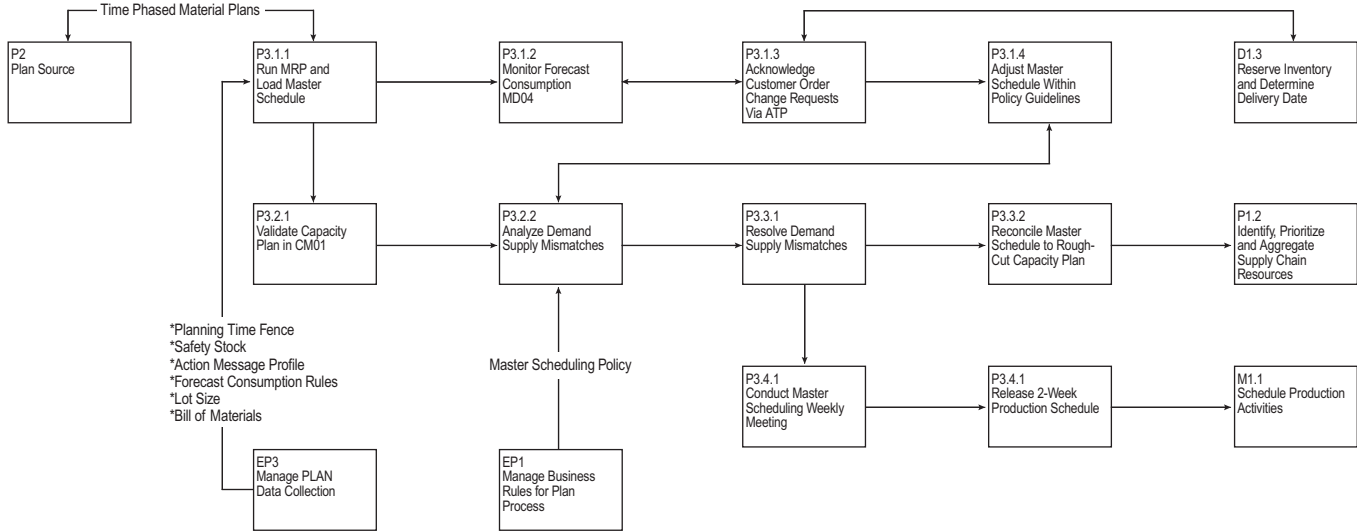 Time Phased Material Plans
P2
Plan Source
P3.1.1
Run MRP and
Load Master
Schedule
P3.1.2
Monitor Forecast
Consumption
MD04
P3.1.3
Acknowledge
Customer Order
Change Requests
Via ATP
P3.1.4
Adjust Master
Schedule Within
Policy Guidelines
D1.3
Reserve Inventory
and Determine
Delivery Date
P3.2.1
Validate Capacity
Plan in CM01
P3.2.2
Analyze Demand
Supply Mismatches
P3.3.1
Resolve Demand
Supply Mismatches
P3.3.2
Reconcile Master
Schedule to Rough-
Cut Capacity Plan
P1.2
Identify, Prioritize
and Aggregate
Supply Chain
Resources
*Planning Time Fence
*Safety Stock
*Action Message Profile
*Forecast Consumption Rules
*Lot Size
*Bill of Materials
Master Scheduling Policy
P3.4.1
Conduct Master
Scheduling Weekly
Meeting
P3.4.1
Release 2-Week
Production Schedule
M1.1
Schedule Production
Activities
EP3
Manage PLAN
Data Collection
EP1
Manage Business
Rules for Plan
Process